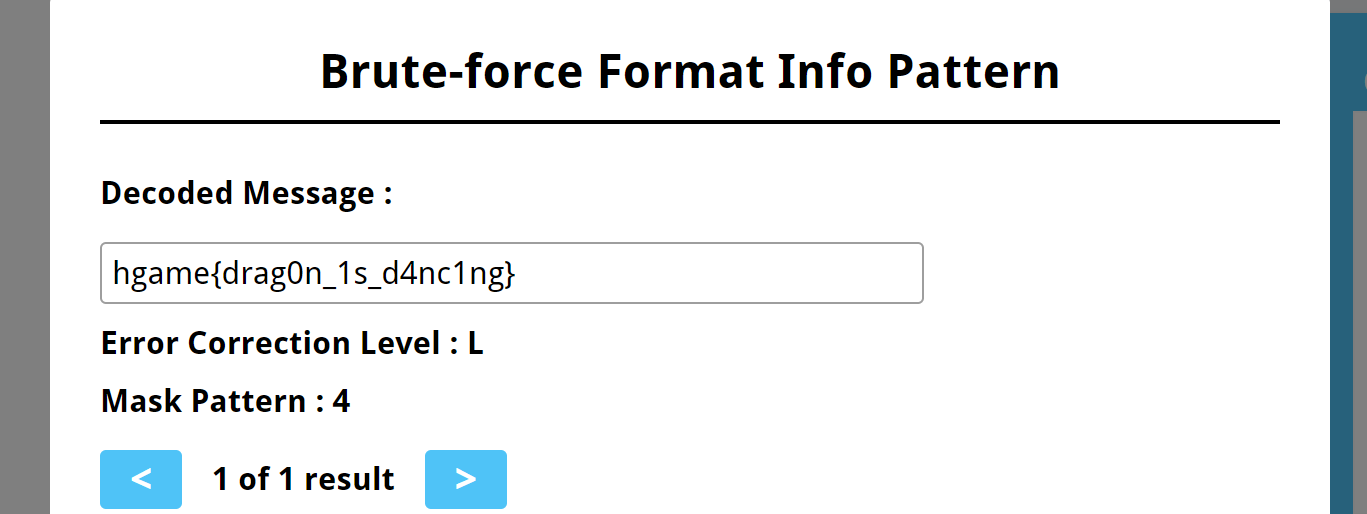 Brute-force Format Info Pattern
Decoded Message :
hgame{drag0n_1s_d4nc1ng}
Error Correction Level : L
Mask Pattern : 4
< 1 of 1 result >